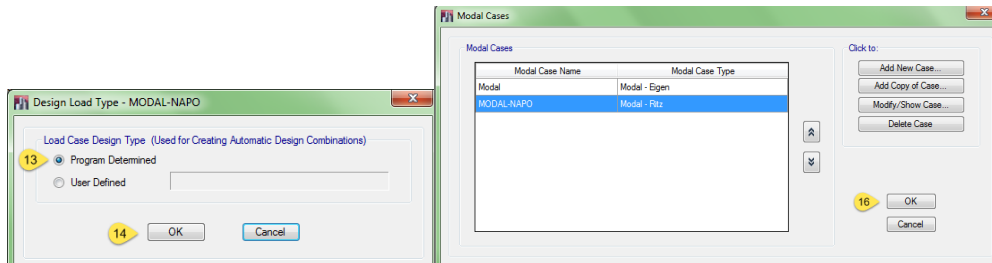 Design Load Type - MODAL-NAPO
Load Case Design Type (Used for Creating Automatic Design Combinations)
13 Program Determined
User Defined
14 OK Cancel
Modal Cases
Modal Cases
Modal Case Name Modal Case Type
Modal Modal - Eigen
MODAL-NAPO Modal - Ritz
Click to:
Add New Case...
Add Copy of Case...
Modify/Show Case...
Delete Case
16 OK
Cancel